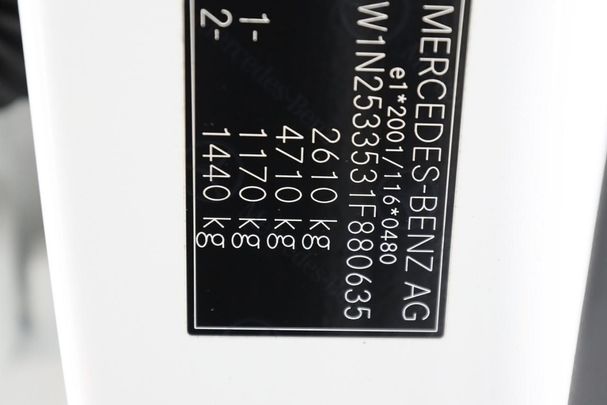 MERCEDES-BENZ AG
e1*2001/116*0480
W1N2533531F880635
2610 kg
4710 kg
1- 1170 kg
2- 1440 kg